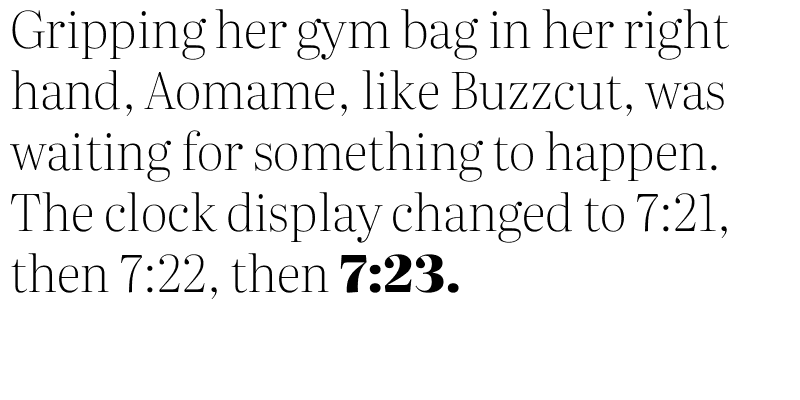 Gripping her gym bag in her right
hand, Aomame, like Buzzcut, was
waiting for something to happen.
The clock display changed to 7:21,
then 7:22, then 7:23.